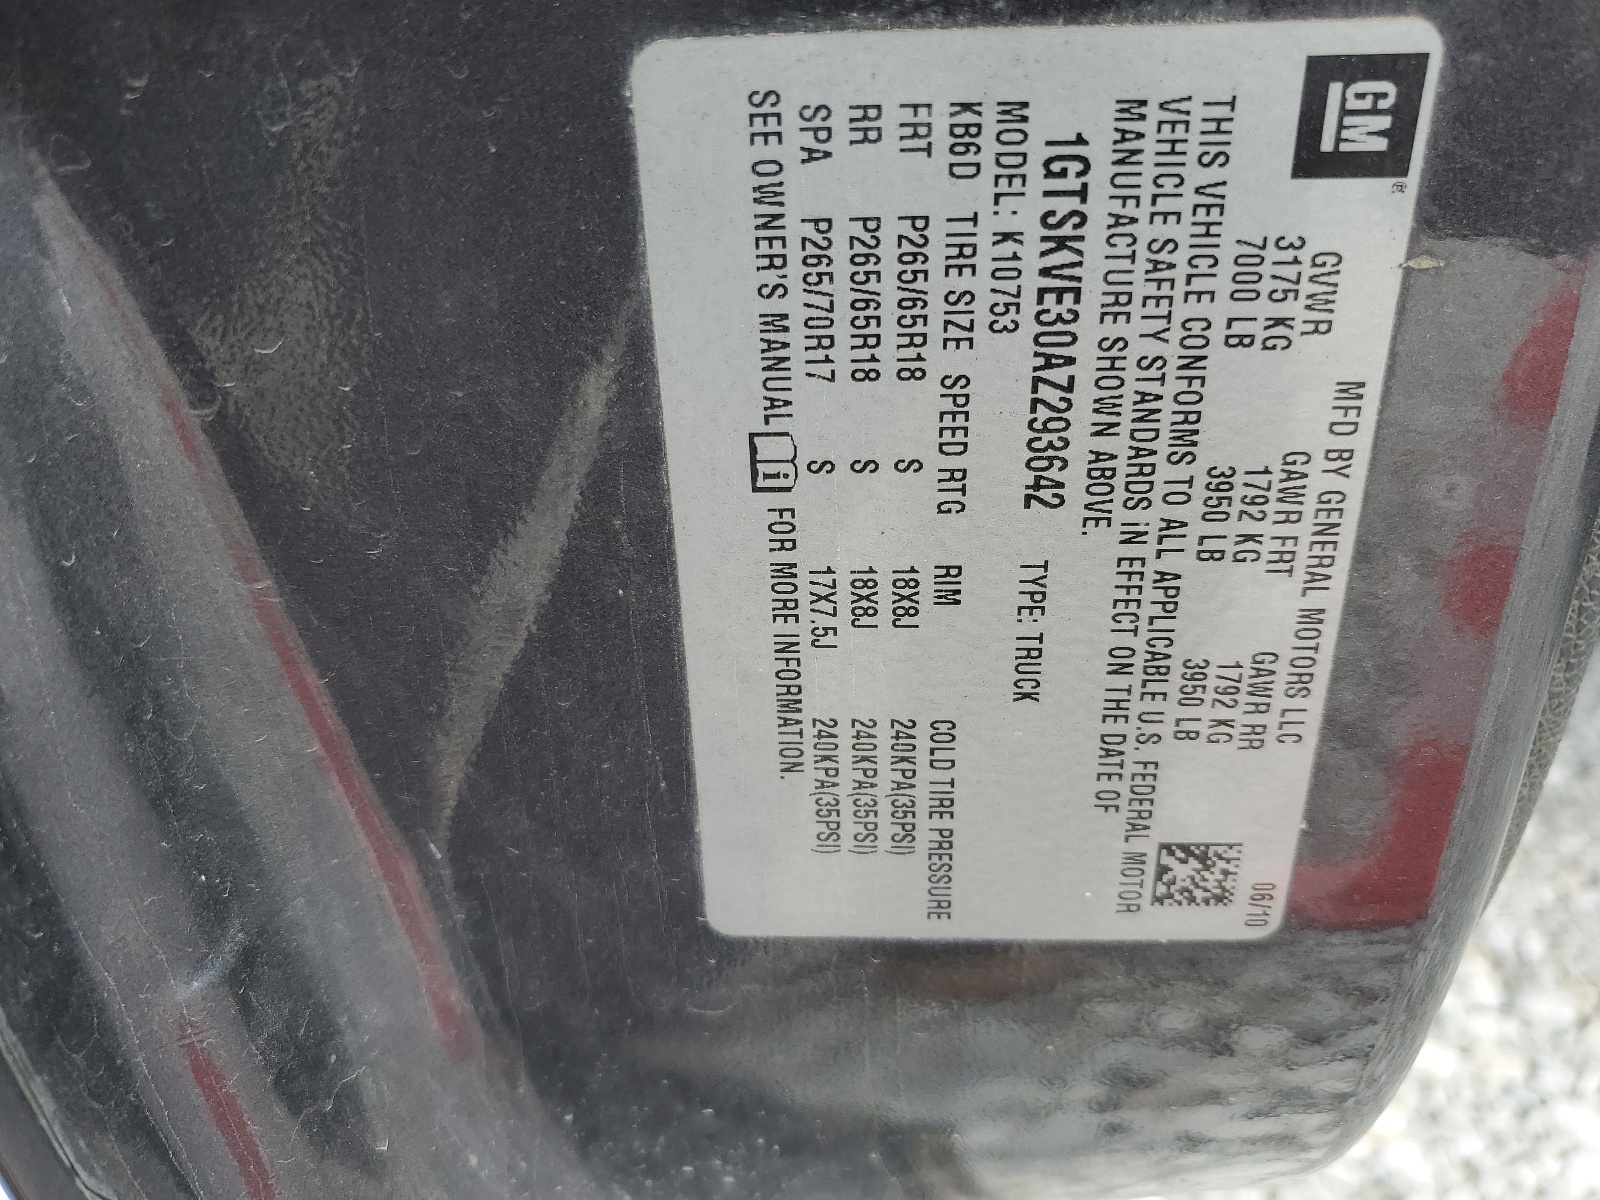 GM®
MFD BY GENERAL MOTORS LLC 06/10
GVWR GAWR FRT GAWR RR
3175 KG 1792 KG 1792 KG
7000 LB 3950 LB 3950 LB
THIS VEHICLE CONFORMS TO ALL APPLICABLE U.S. FEDERAL MOTOR
VEHICLE SAFETY STANDARDS IN EFFECT ON THE DATE OF
MANUFACTURE SHOWN ABOVE.
1GTSKVE30AZ293642 TYPE: TRUCK
MODEL: K10753
KB6D TIRE SIZE SPEED RTG RIM COLD TIRE PRESSURE
FRT P265/65R18 S 18X8J 240KPA(35PSI)
RR P265/65R18 S 18X8J 240KPA(35PSI)
SPA P265/70R17 S 17X7.5J 240KPA(35PSI)
SEE OWNER'S MANUAL i FOR MORE INFORMATION.